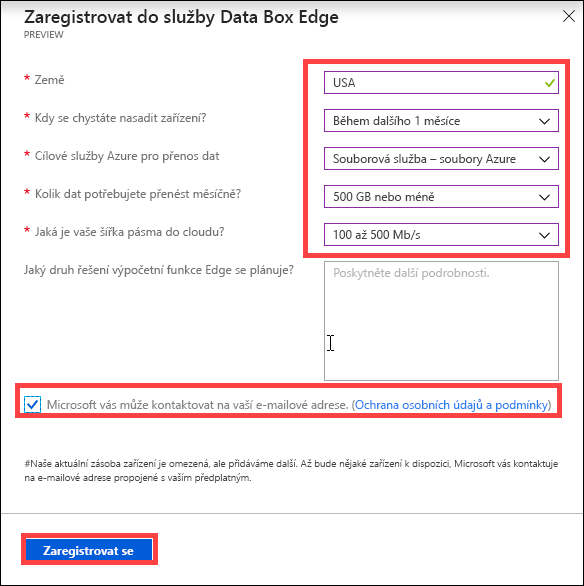 Zaregistrovat do služby Data Box Edge
PREVIEW
* Země
USA
* Kdy se chystáte nasadit zařízení?
Během dalšího 1 měsíce
* Cílové služby Azure pro přenos dat
Souborová služba – soubory Azure
* Kolik dat potřebujete přenést měsíčně?
500 GB nebo méně
* Jaká je vaše šířka pásma do cloudu?
100 až 500 Mb/s
Jaký druh řešení výpočetní funkce Edge se plánuje?
Poskytněte další podrobnosti.
Microsoft vás může kontaktovat na vaší e-mailové adrese. (Ochrana osobních údajů a podmínky)
#Naše aktuální zásoba zařízení je omezená, ale přidáváme další. Až bude nějaké zařízení k dispozici, Microsoft vás kontaktuje
na e-mailové adrese propojené s vaším předplatným.
Zaregistrovat se